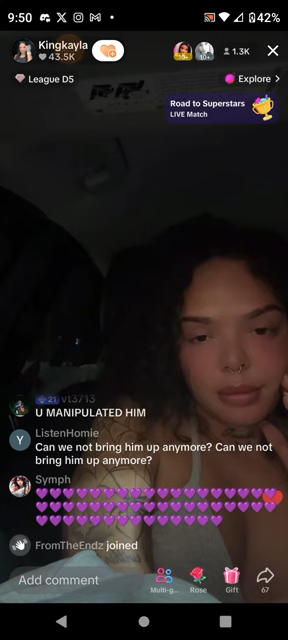 9:50
42%
Kingkayla
43.5K
1.3K
League D5
Explore >
Road to Superstars
LIVE Match
21 vt3713
U MANIPULATED HIM
Y
ListenHomie
Can we not bring him up anymore? Can we not
bring him up anymore?
Symph
FromTheEndz joined
Add comment
Multi-g...
Rose
Gift
67